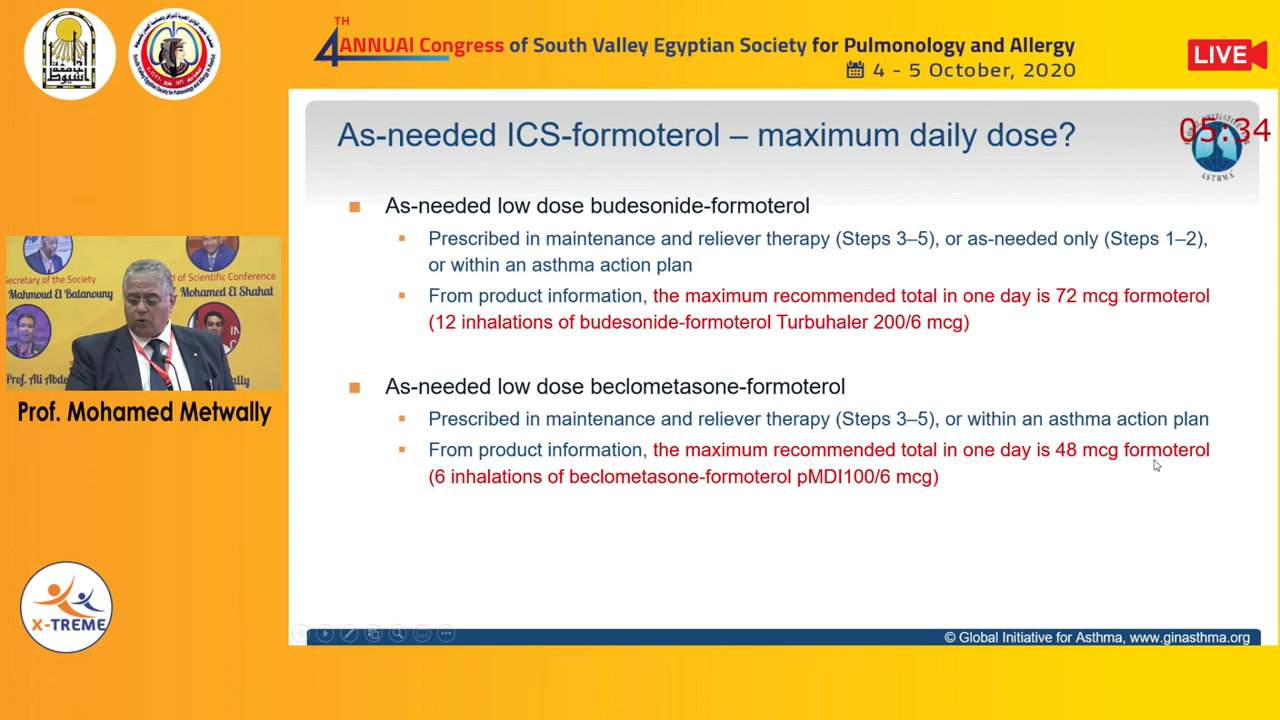 4TH ANNUAl Congress of South Valley Egyptian Society for Pulmonology and Allergy
4 - 5 October, 2020
LIVE
As-needed ICS-formoterol – maximum daily dose?
05:34
ASTHMA
■ As-needed low dose budesonide-formoterol
▪ Prescribed in maintenance and reliever therapy (Steps 3–5), or as-needed only (Steps 1–2),
or within an asthma action plan
▪ From product information, the maximum recommended total in one day is 72 mcg formoterol
(12 inhalations of budesonide-formoterol Turbuhaler 200/6 mcg)
■ As-needed low dose beclometasone-formoterol
▪ Prescribed in maintenance and reliever therapy (Steps 3–5), or within an asthma action plan
▪ From product information, the maximum recommended total in one day is 48 mcg formoterol
(6 inhalations of beclometasone-formoterol pMDI100/6 mcg)
© Global Initiative for Asthma, www.ginasthma.org
Secretary of the Society
Mahmoud El Batanouny
d of Scientific Conference
Mohamed El Shahat
Prof. Ali Abde
ally
Prof. Mohamed Metwally
X-TREME